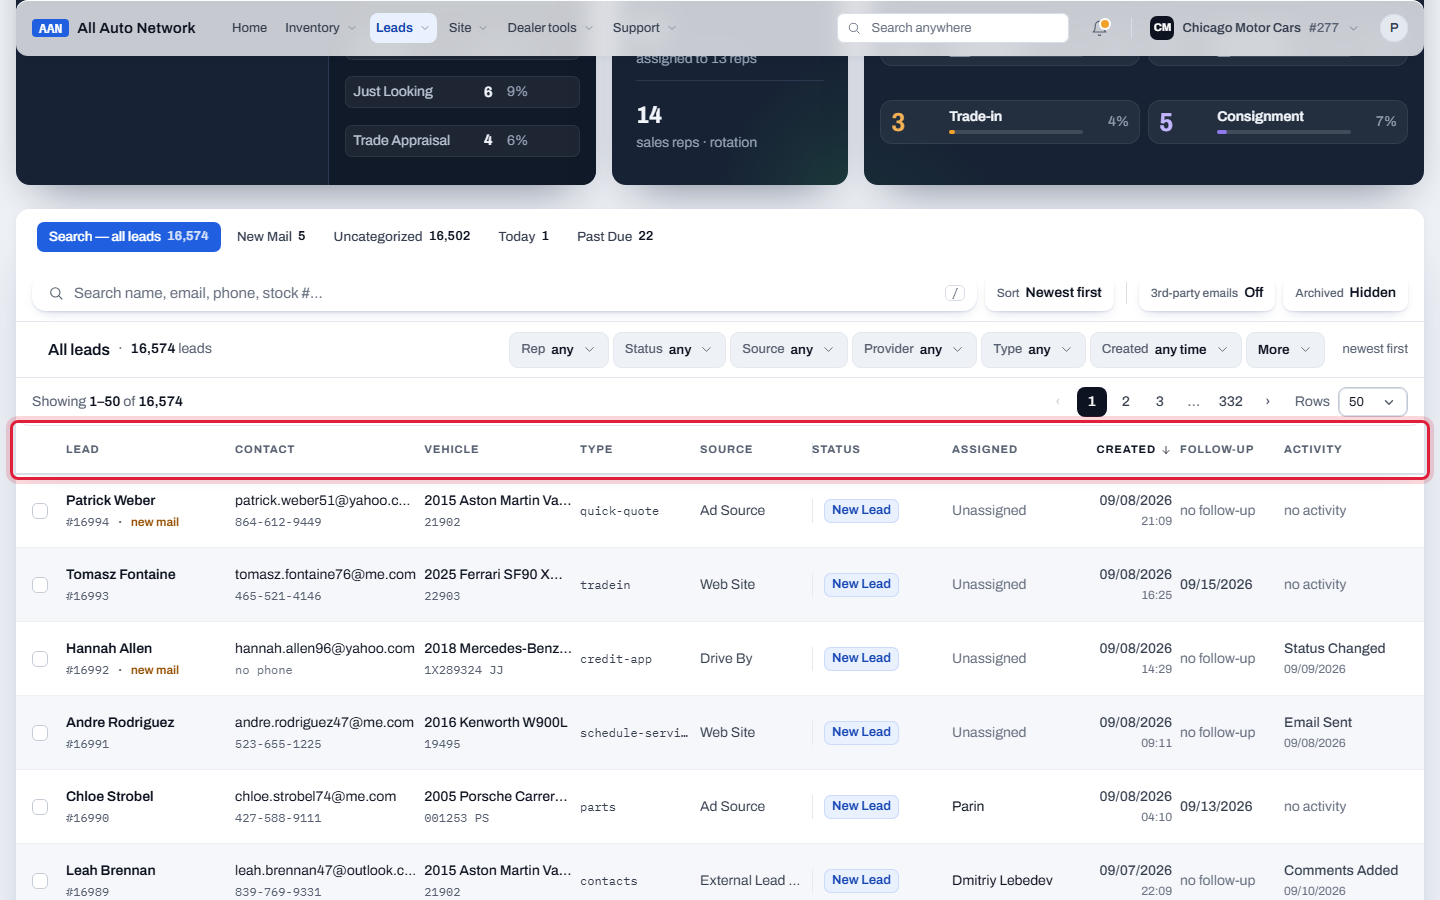 AAN All Auto Network Home Inventory Leads Site Dealer tools Support Search anywhere CM Chicago Motor Cars #277 P
assigned to 13 reps
Just Looking 6 9%
Trade Appraisal 4 6%
14
sales reps · rotation
3 Trade-in 4%
5 Consignment 7%
Search — all leads 16,574 New Mail 5 Uncategorized 16,502 Today 1 Past Due 22
Search name, email, phone, stock #... / Sort Newest first 3rd-party emails Off Archived Hidden
All leads · 16,574 leads Rep any Status any Source any Provider any Type any Created any time More newest first
Showing 1–50 of 16,574 ‹ 1 2 3 ... 332 › Rows 50
LEAD CONTACT VEHICLE TYPE SOURCE STATUS ASSIGNED CREATED ↓ FOLLOW-UP ACTIVITY
Patrick Weber patrick.weber51@yahoo.c... 2015 Aston Martin Va... quick-quote Ad Source New Lead Unassigned 09/08/2026 no follow-up no activity
#16994 · new mail 864-612-9449 21902 21:09
Tomasz Fontaine tomasz.fontaine76@me.com 2025 Ferrari SF90 X... tradein Web Site New Lead Unassigned 09/08/2026 09/15/2026 no activity
#16993 465-521-4146 22903 16:25
Hannah Allen hannah.allen96@yahoo.com 2018 Mercedes-Benz... credit-app Drive By New Lead Unassigned 09/08/2026 no follow-up Status Changed
#16992 · new mail no phone 1X289324 JJ 14:29 09/09/2026
Andre Rodriguez andre.rodriguez47@me.com 2016 Kenworth W900L schedule-servi... Web Site New Lead Unassigned 09/08/2026 no follow-up Email Sent
#16991 523-655-1225 19495 09:11 09/08/2026
Chloe Strobel chloe.strobel74@me.com 2005 Porsche Carrer... parts Ad Source New Lead Parin 09/08/2026 09/13/2026 no activity
#16990 427-588-9111 001253 PS 04:10
Leah Brennan leah.brennan47@outlook.c... 2015 Aston Martin Va... contacts External Lead ... New Lead Dmitriy Lebedev 09/07/2026 no follow-up Comments Added
#16989 839-769-9331 21902 22:09 09/10/2026